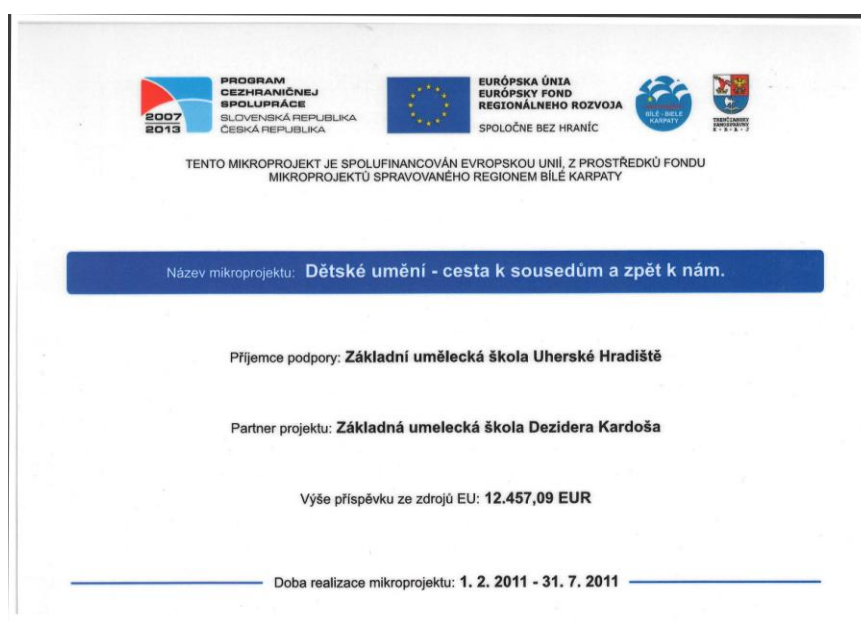 PROGRAM
CEZHRANIČNEJ
SPOLUPRÁCE
SLOVENSKÁ REPUBLIKA
ČESKÁ REPUBLIKA
2007
2013
EURÓPSKA ÚNIA
EURÓPSKY FOND
REGIONÁLNEHO ROZVOJA
SPOLOČNE BEZ HRANÍC
BÍLÉ - BIELE
KARPATY
TRENČIANSKY
SAMOSPRÁVNY
K · R · A · J
TENTO MIKROPROJEKT JE SPOLUFINANCOVÁN EVROPSKOU UNIÍ, Z PROSTŘEDKŮ FONDU
MIKROPROJEKTŮ SPRAVOVANÉHO REGIONEM BÍLÉ KARPATY
Název mikroprojektu: Dětské umění - cesta k sousedům a zpět k nám.
Příjemce podpory: Základní umělecká škola Uherské Hradiště
Partner projektu: Základná umelecká škola Dezidera Kardoša
Výše příspěvku ze zdrojů EU: 12.457,09 EUR
Doba realizace mikroprojektu: 1. 2. 2011 - 31. 7. 2011